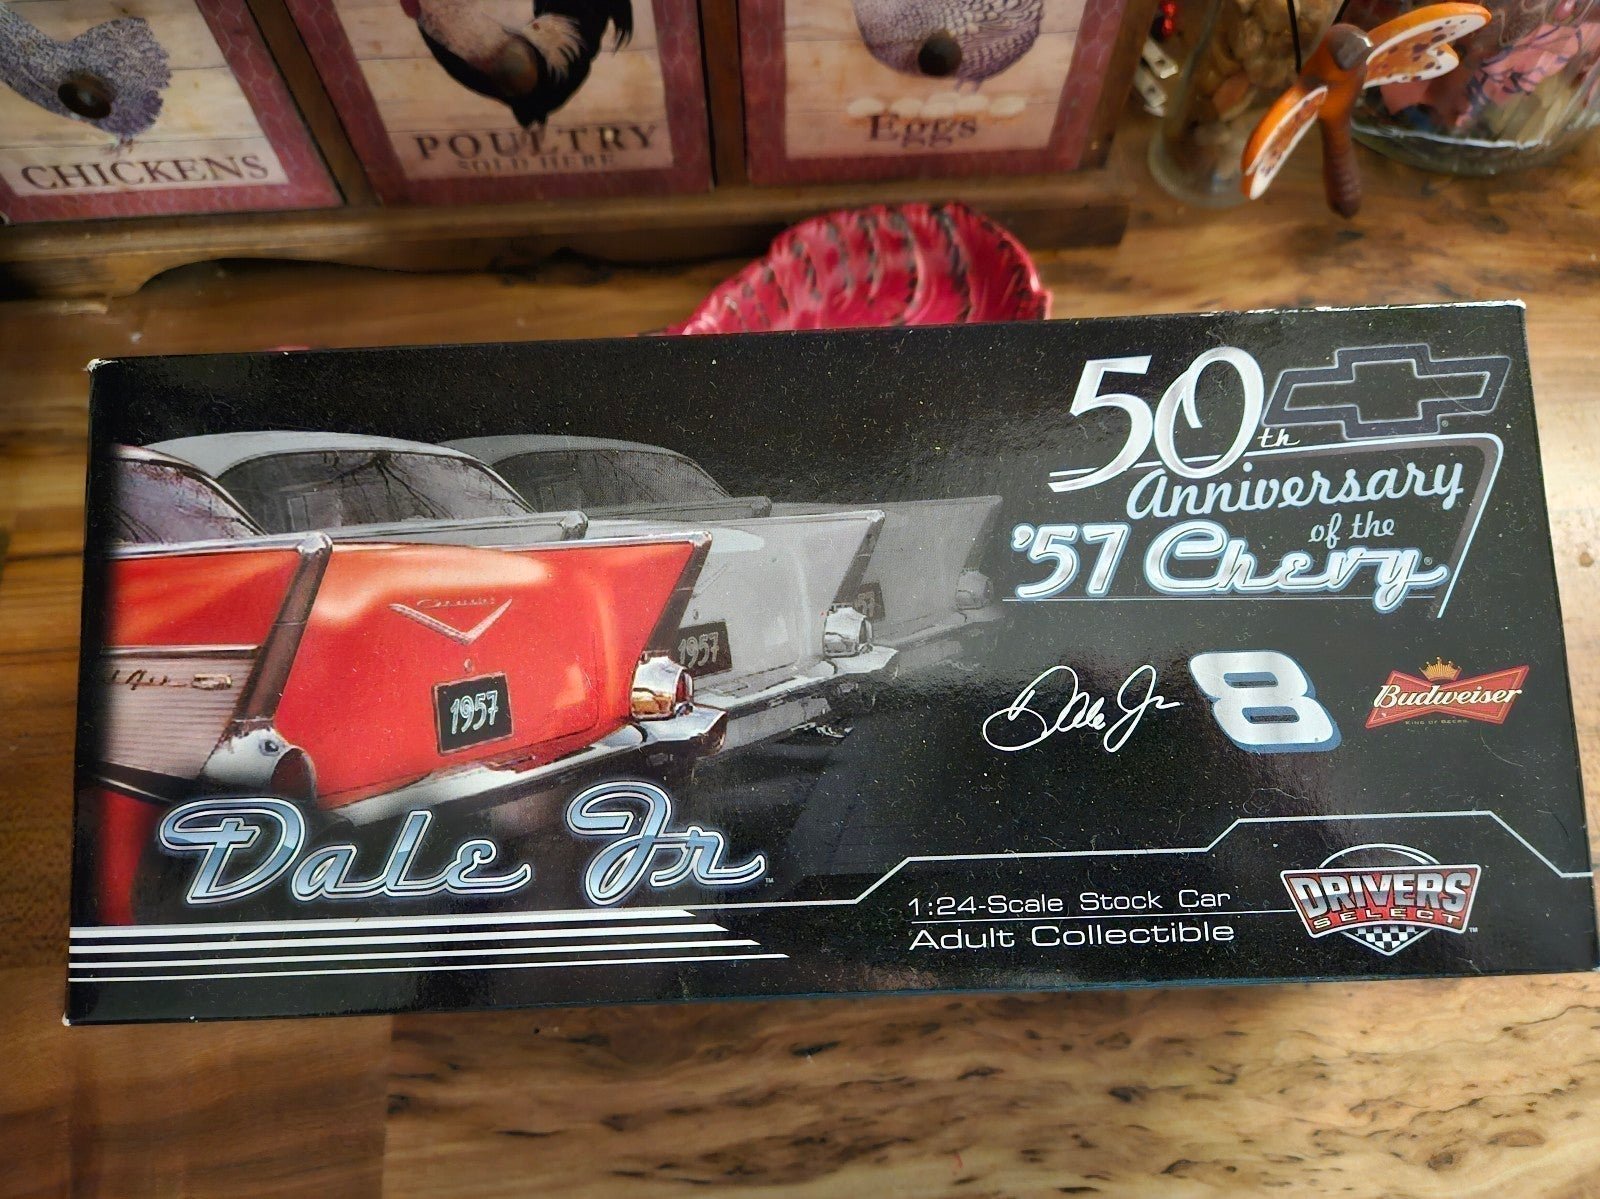 CHICKENS
POULTRY
SOLD HERE
Eggs
50th
Anniversary
of the
'57 Chevy
Chevrolet
1957
1957
Dale Jr
8
Budweiser
KING OF BEERS
Dale Jr
1:24-Scale Stock Car
Adult Collectible
DRIVERS
SELECT